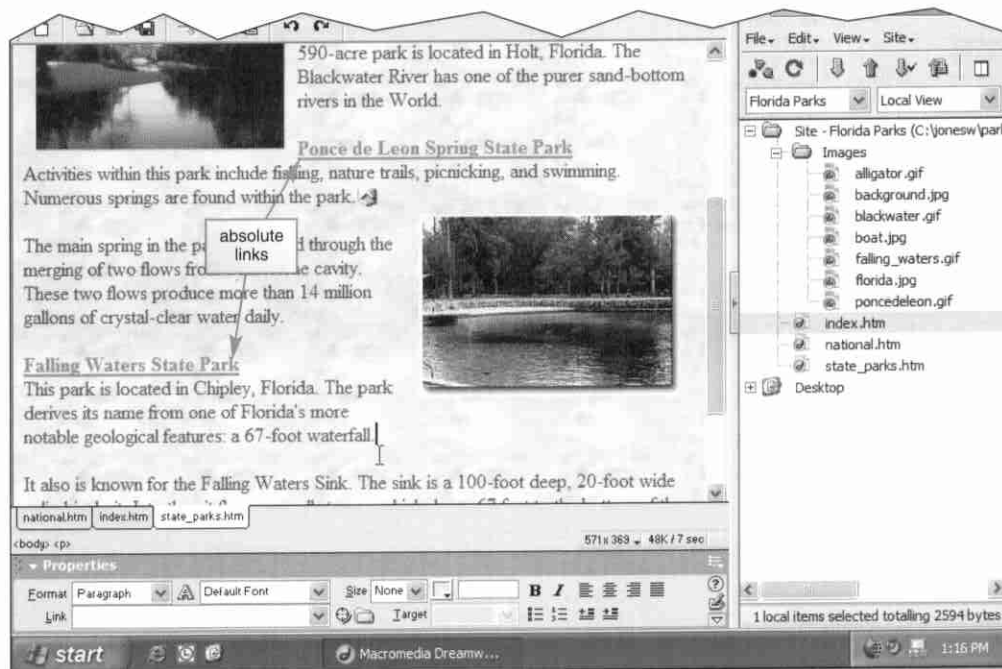 590-acre park is located in Holt, Florida. The
Blackwater River has one of the purer sand-bottom
rivers in the World.
Ponce de Leon Spring State Park
Activities within this park include fishing, nature trails, picnicking, and swimming.
Numerous springs are found within the park.
absolute
links
The main spring in the through the
merging of two flows cavity.
These two flows produce more than 14 million
gallons of crystal-clear water daily.
Falling Waters State Park
This park is located in Chipley, Florida. The park
derives its name from one of Florida's more
notable geological features: a 67-foot waterfall.
It also is known for the Falling Waters Sink. The sink is a 100-foot deep, 20-foot wide
national.htm index.htm state_parks.htm
<body> <p>
571 x 369 48K / 7 sec
Properties
Format Paragraph Default Font Size None B I
Link Target
File Edit View Site
Florida Parks Local View
Site - Florida Parks (C:\jonesw\par
Images
alligator.gif
background.jpg
blackwater.gif
boat.jpg
falling_waters.gif
florida.jpg
poncedeleon.gif
index.htm
national.htm
state_parks.htm
Desktop
1 local items selected totalling 2594 bytes
start Macromedia Dreamw... 1:16 PM